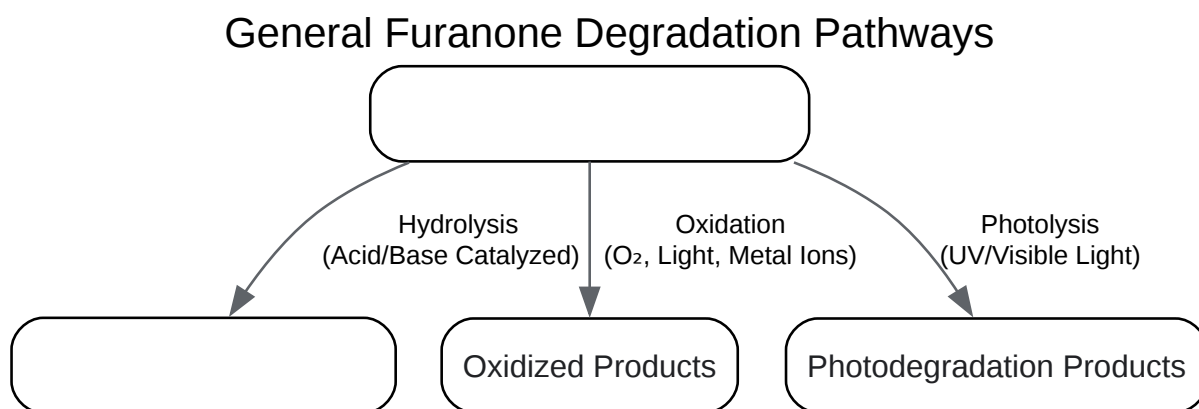 General Furanone Degradation Pathways
Hydrolysis
(Acid/Base Catalyzed)
Oxidation
(O₂, Light, Metal Ions)
Photolysis
(UV/Visible Light)
Oxidized Products
Photodegradation Products